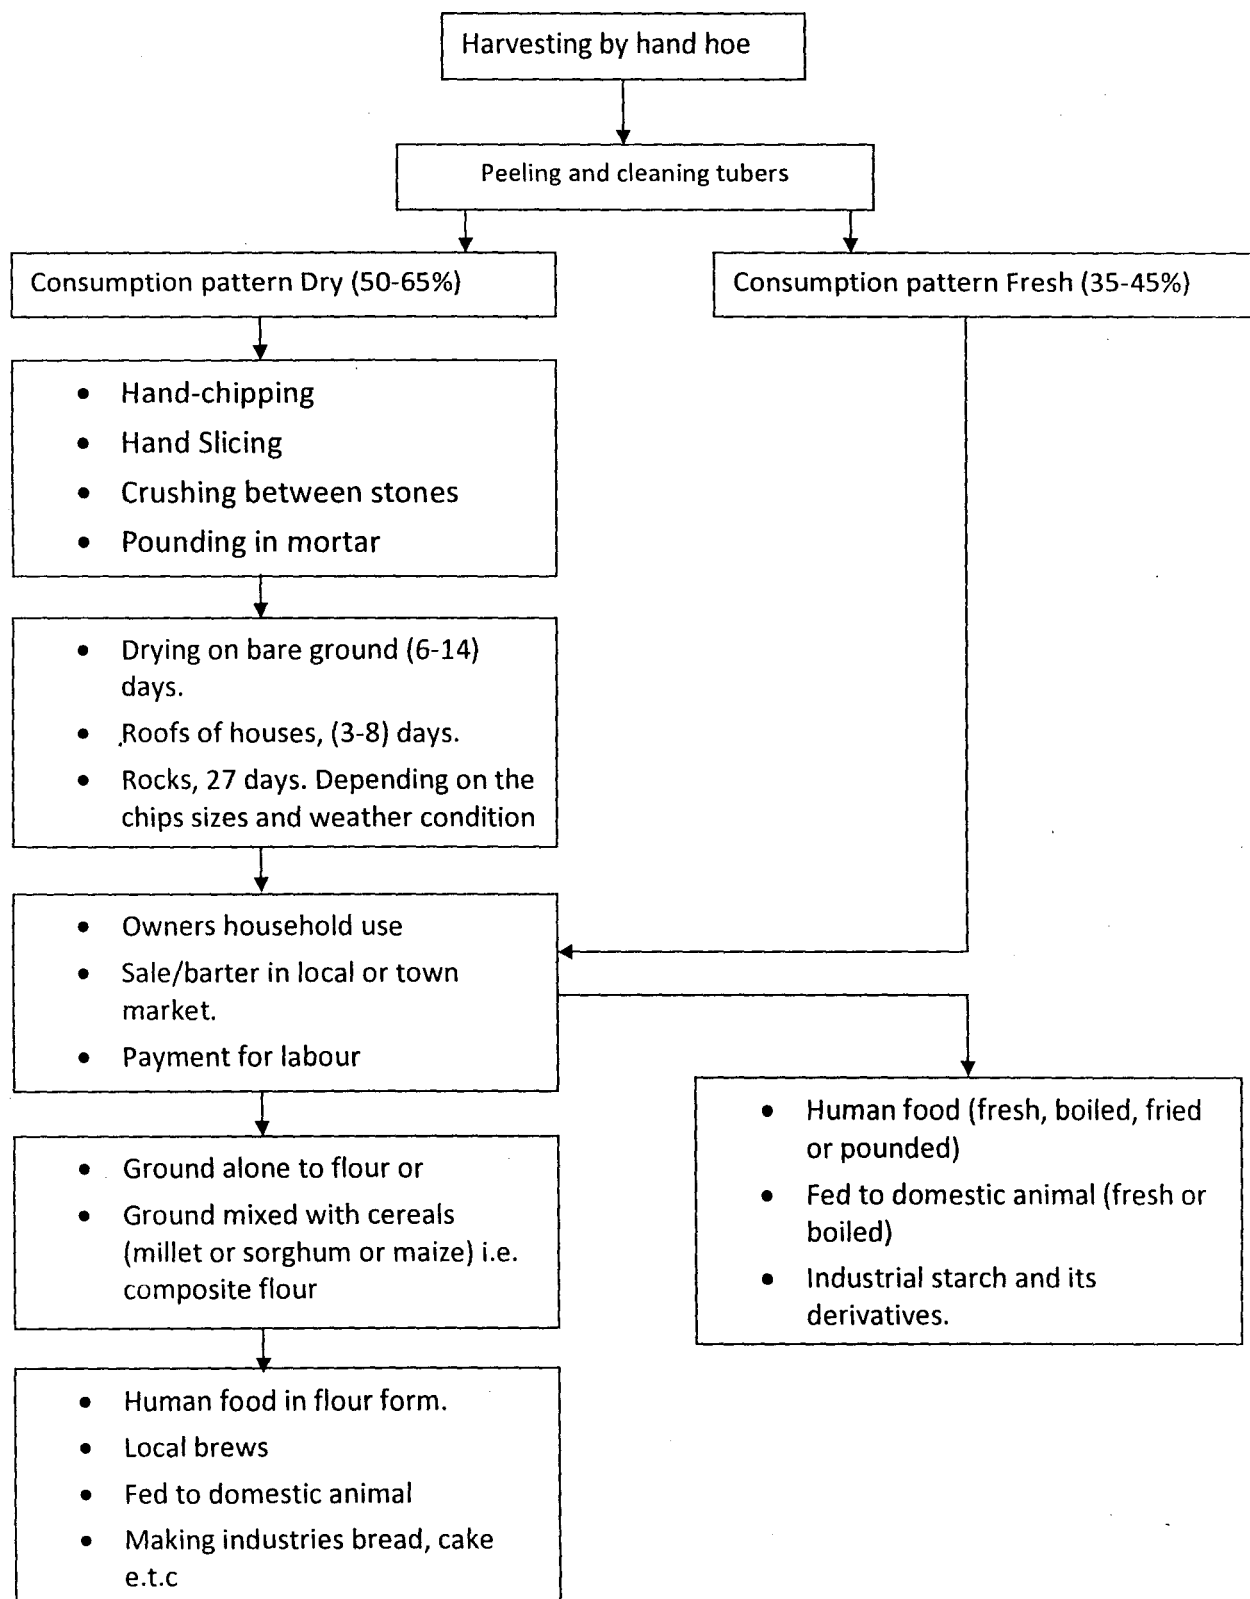 Harvesting by hand hoe
Peeling and cleaning tubers
Consumption pattern Dry (50-65%)
Consumption pattern Fresh (35-45%)
• Hand-chipping
• Hand Slicing
• Crushing between stones
• Pounding in mortar
• Drying on bare ground (6-14)
days.
• Roofs of houses, (3-8) days.
• Rocks, 27 days. Depending on the
chips sizes and weather condition
• Owners household use
• Sale/barter in local or town
market.
• Payment for labour
• Human food (fresh, boiled, fried
or pounded)
• Fed to domestic animal (fresh or
boiled)
• Industrial starch and its
derivatives.
• Ground alone to flour or
• Ground mixed with cereals
(millet or sorghum or maize) i.e.
composite flour
• Human food in flour form.
• Local brews
• Fed to domestic animal
• Making industries bread, cake
e.t.c